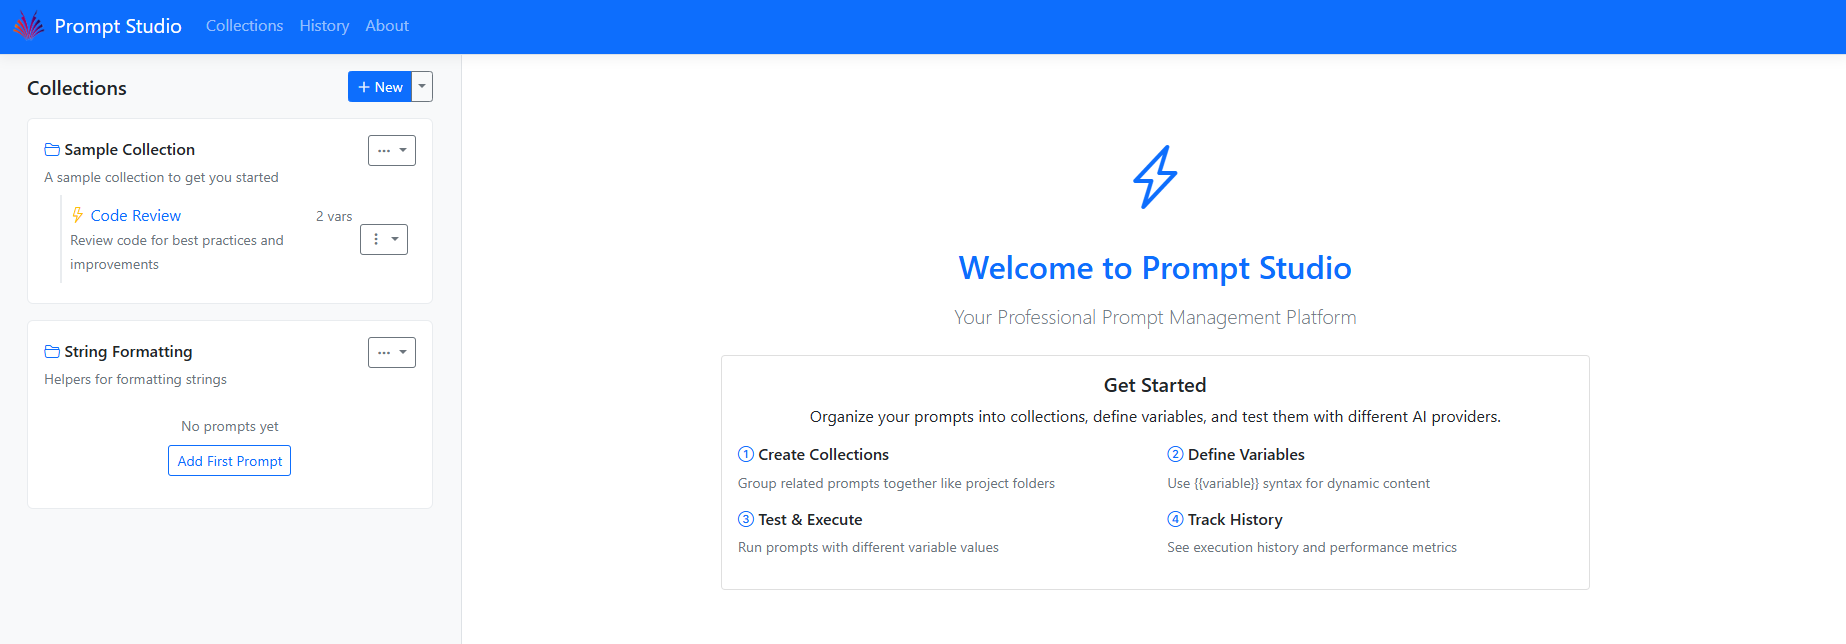 Prompt Studio Collections History About
Collections
+ New
Sample Collection
A sample collection to get you started
Code Review 2 vars
Review code for best practices and
improvements
String Formatting
Helpers for formatting strings
No prompts yet
Add First Prompt
Welcome to Prompt Studio
Your Professional Prompt Management Platform
Get Started
Organize your prompts into collections, define variables, and test them with different AI providers.
1 Create Collections
Group related prompts together like project folders
2 Define Variables
Use {{variable}} syntax for dynamic content
3 Test & Execute
Run prompts with different variable values
4 Track History
See execution history and performance metrics